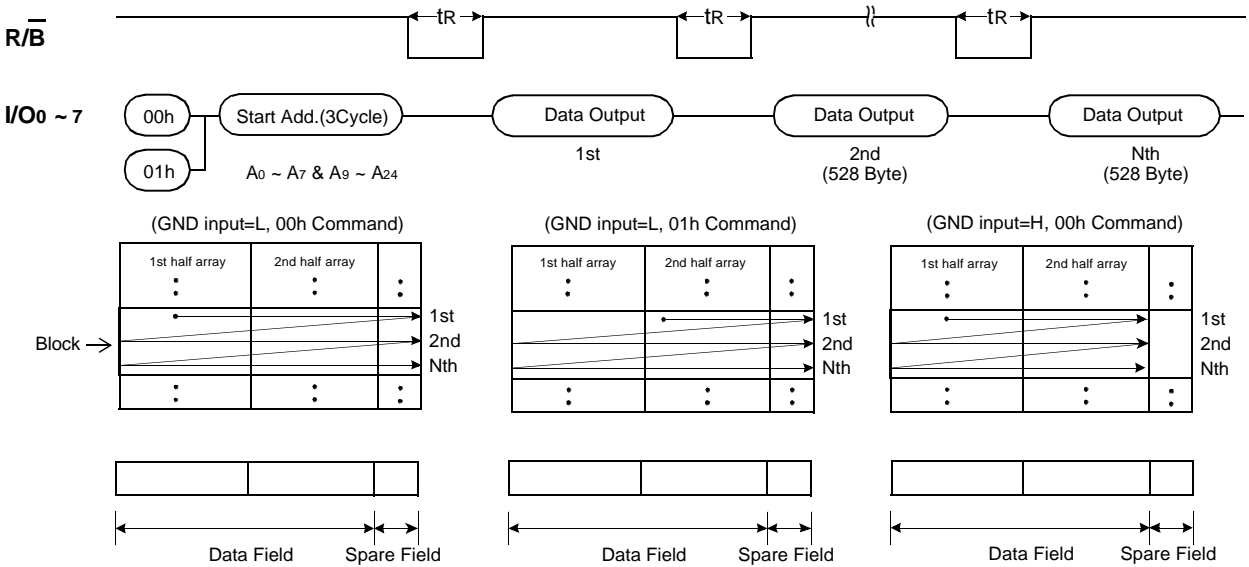 R/B̅ tR tR tR
I/O0 ~ 7 00h Start Add.(3Cycle) Data Output Data Output Data Output
01h A0 ~ A7 & A9 ~ A24 1st 2nd Nth
(528 Byte) (528 Byte)
(GND input=L, 00h Command) (GND input=L, 01h Command) (GND input=H, 00h Command)
1st half array 2nd half array 1st half array 2nd half array 1st half array 2nd half array
1st 1st 1st
Block 2nd 2nd 2nd
Nth Nth Nth
Data Field Spare Field Data Field Spare Field Data Field Spare Field